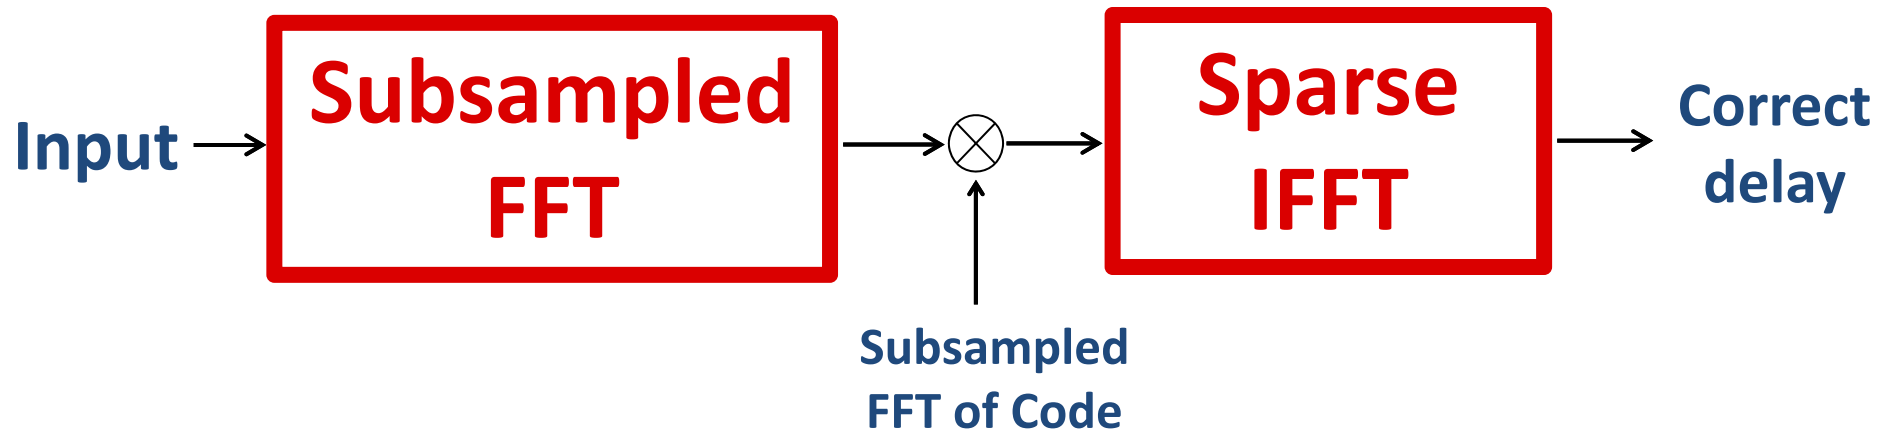 Input
Subsampled
FFT
Subsampled
FFT of Code
Sparse
IFFT
Correct
delay